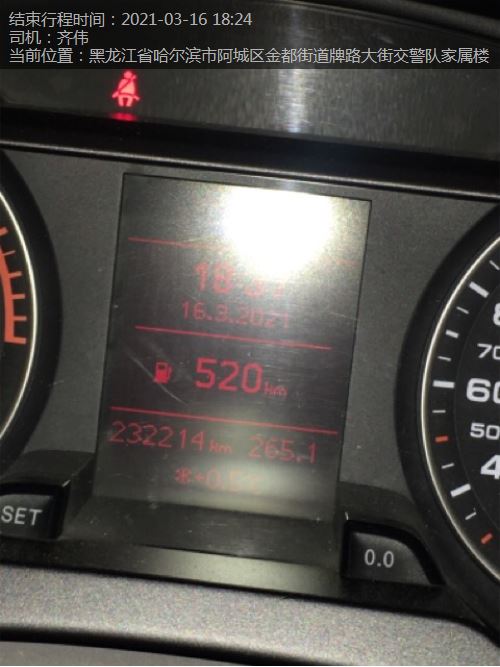 结束行程时间：2021-03-16 18:24
司机：齐伟
当前位置：黑龙江省哈尔滨市阿城区金都街道牌路大街交警队家属楼
16.3.2021
520 km
232214 km 265.1
SET
0.0
70
60
50
4